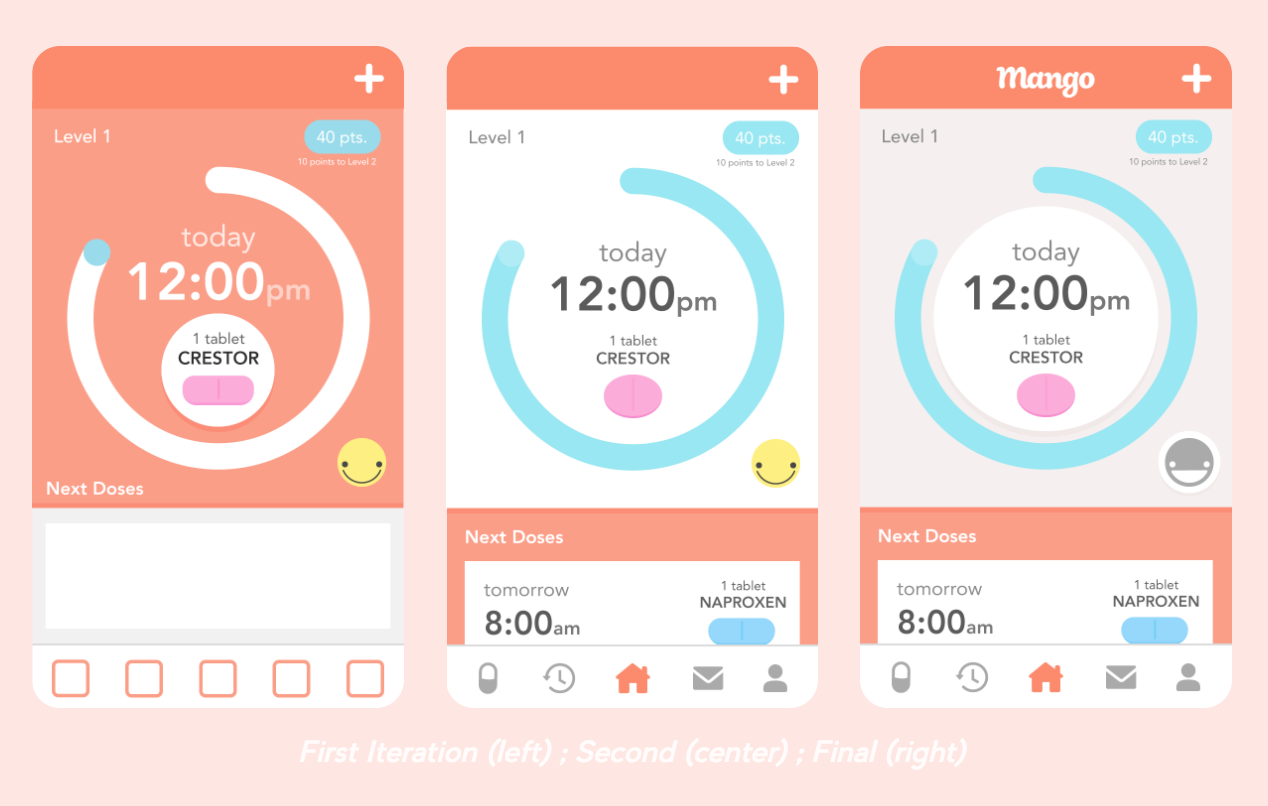 Level 1
40 pts.
10 points to Level 2
today
12:00pm
1 tablet
CRESTOR
Next Doses
Level 1
40 pts.
10 points to Level 2
today
12:00pm
1 tablet
CRESTOR
Next Doses
tomorrow
8:00am
1 tablet
NAPROXEN
Mango
Level 1
40 pts.
10 points to Level 2
today
12:00pm
1 tablet
CRESTOR
Next Doses
tomorrow
8:00am
1 tablet
NAPROXEN
First Iteration (left) ; Second (center) ; Final (right)